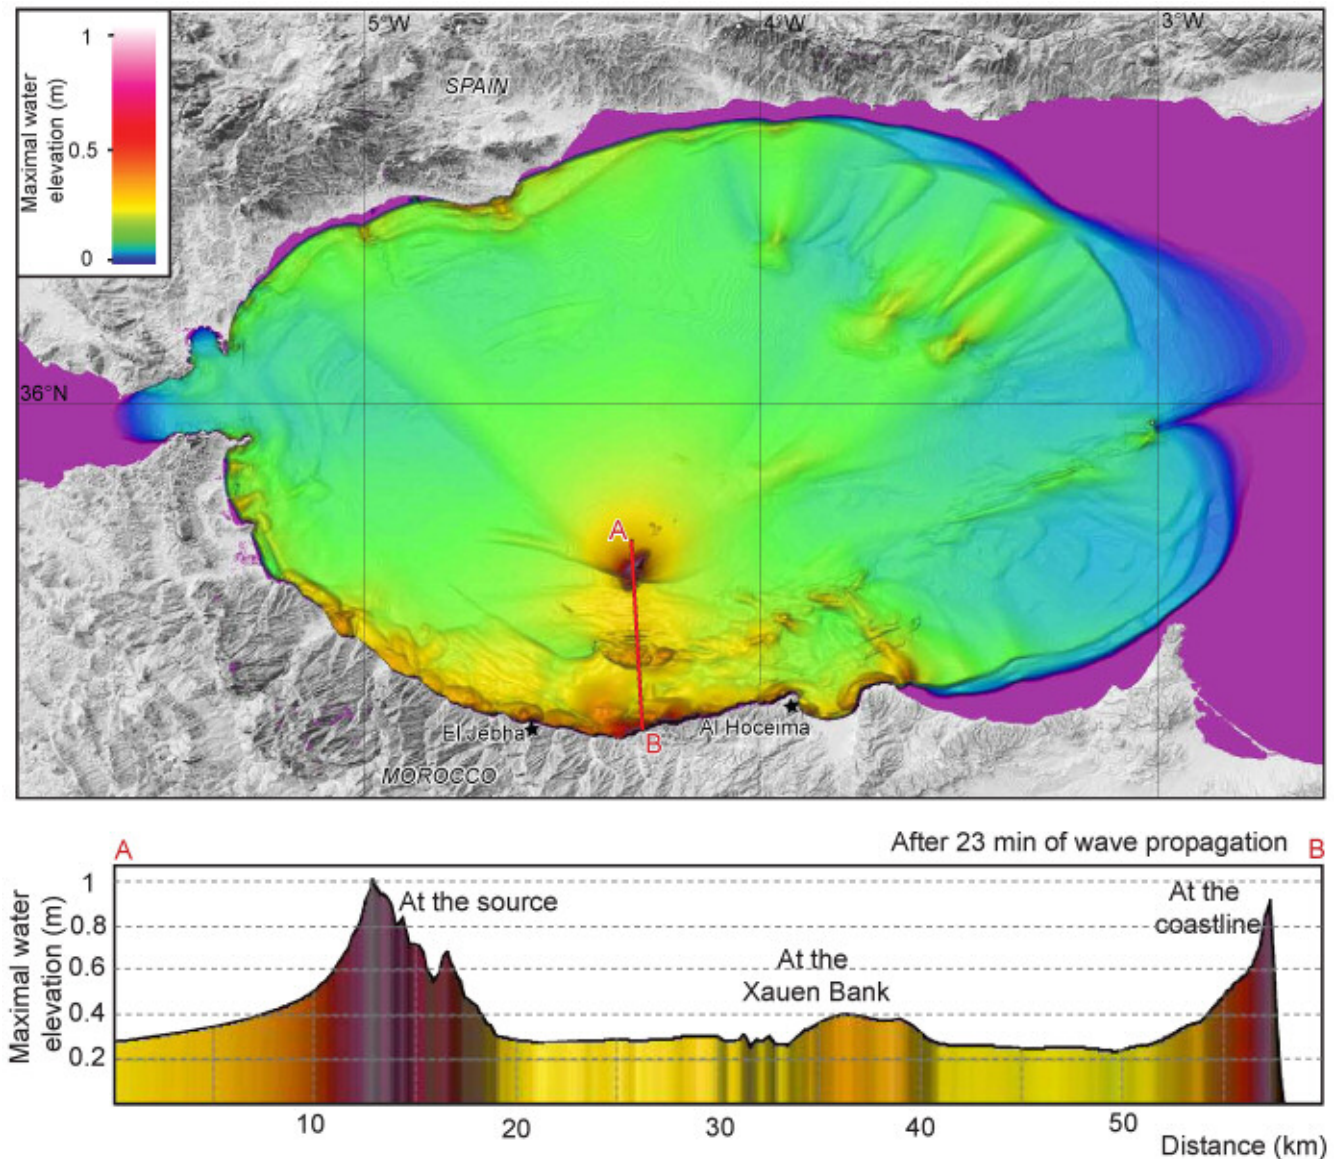 5°W
4°W
3°W
1
0.5
0
Maximal water
elevation (m)
SPAIN
36°N
A
B
El Jebha
Al Hoceima
MOROCCO
After 23 min of wave propagation
A
B
Maximal water
elevation (m)
1
0.8
0.6
0.4
0.2
At the source
At the
Xauen Bank
At the
coastline
10
20
30
40
50
Distance (km)